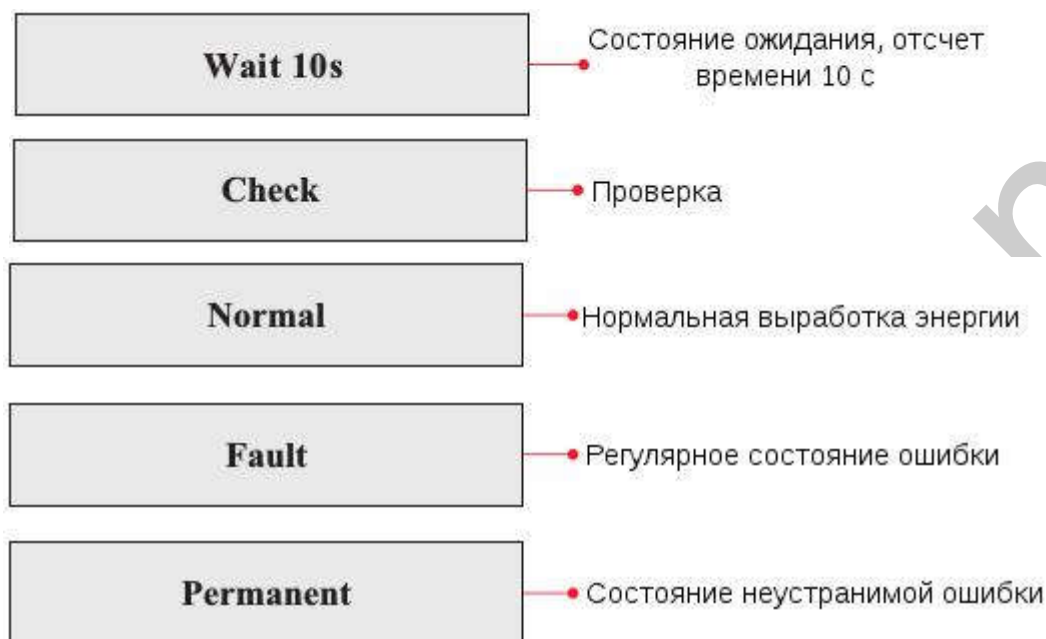 Wait 10s
Состояние ожидания, отсчет
времени 10 с
Check
Проверка
Normal
Нормальная выработка энергии
Fault
Регулярное состояние ошибки
Permanent
Состояние неустранимой ошибки